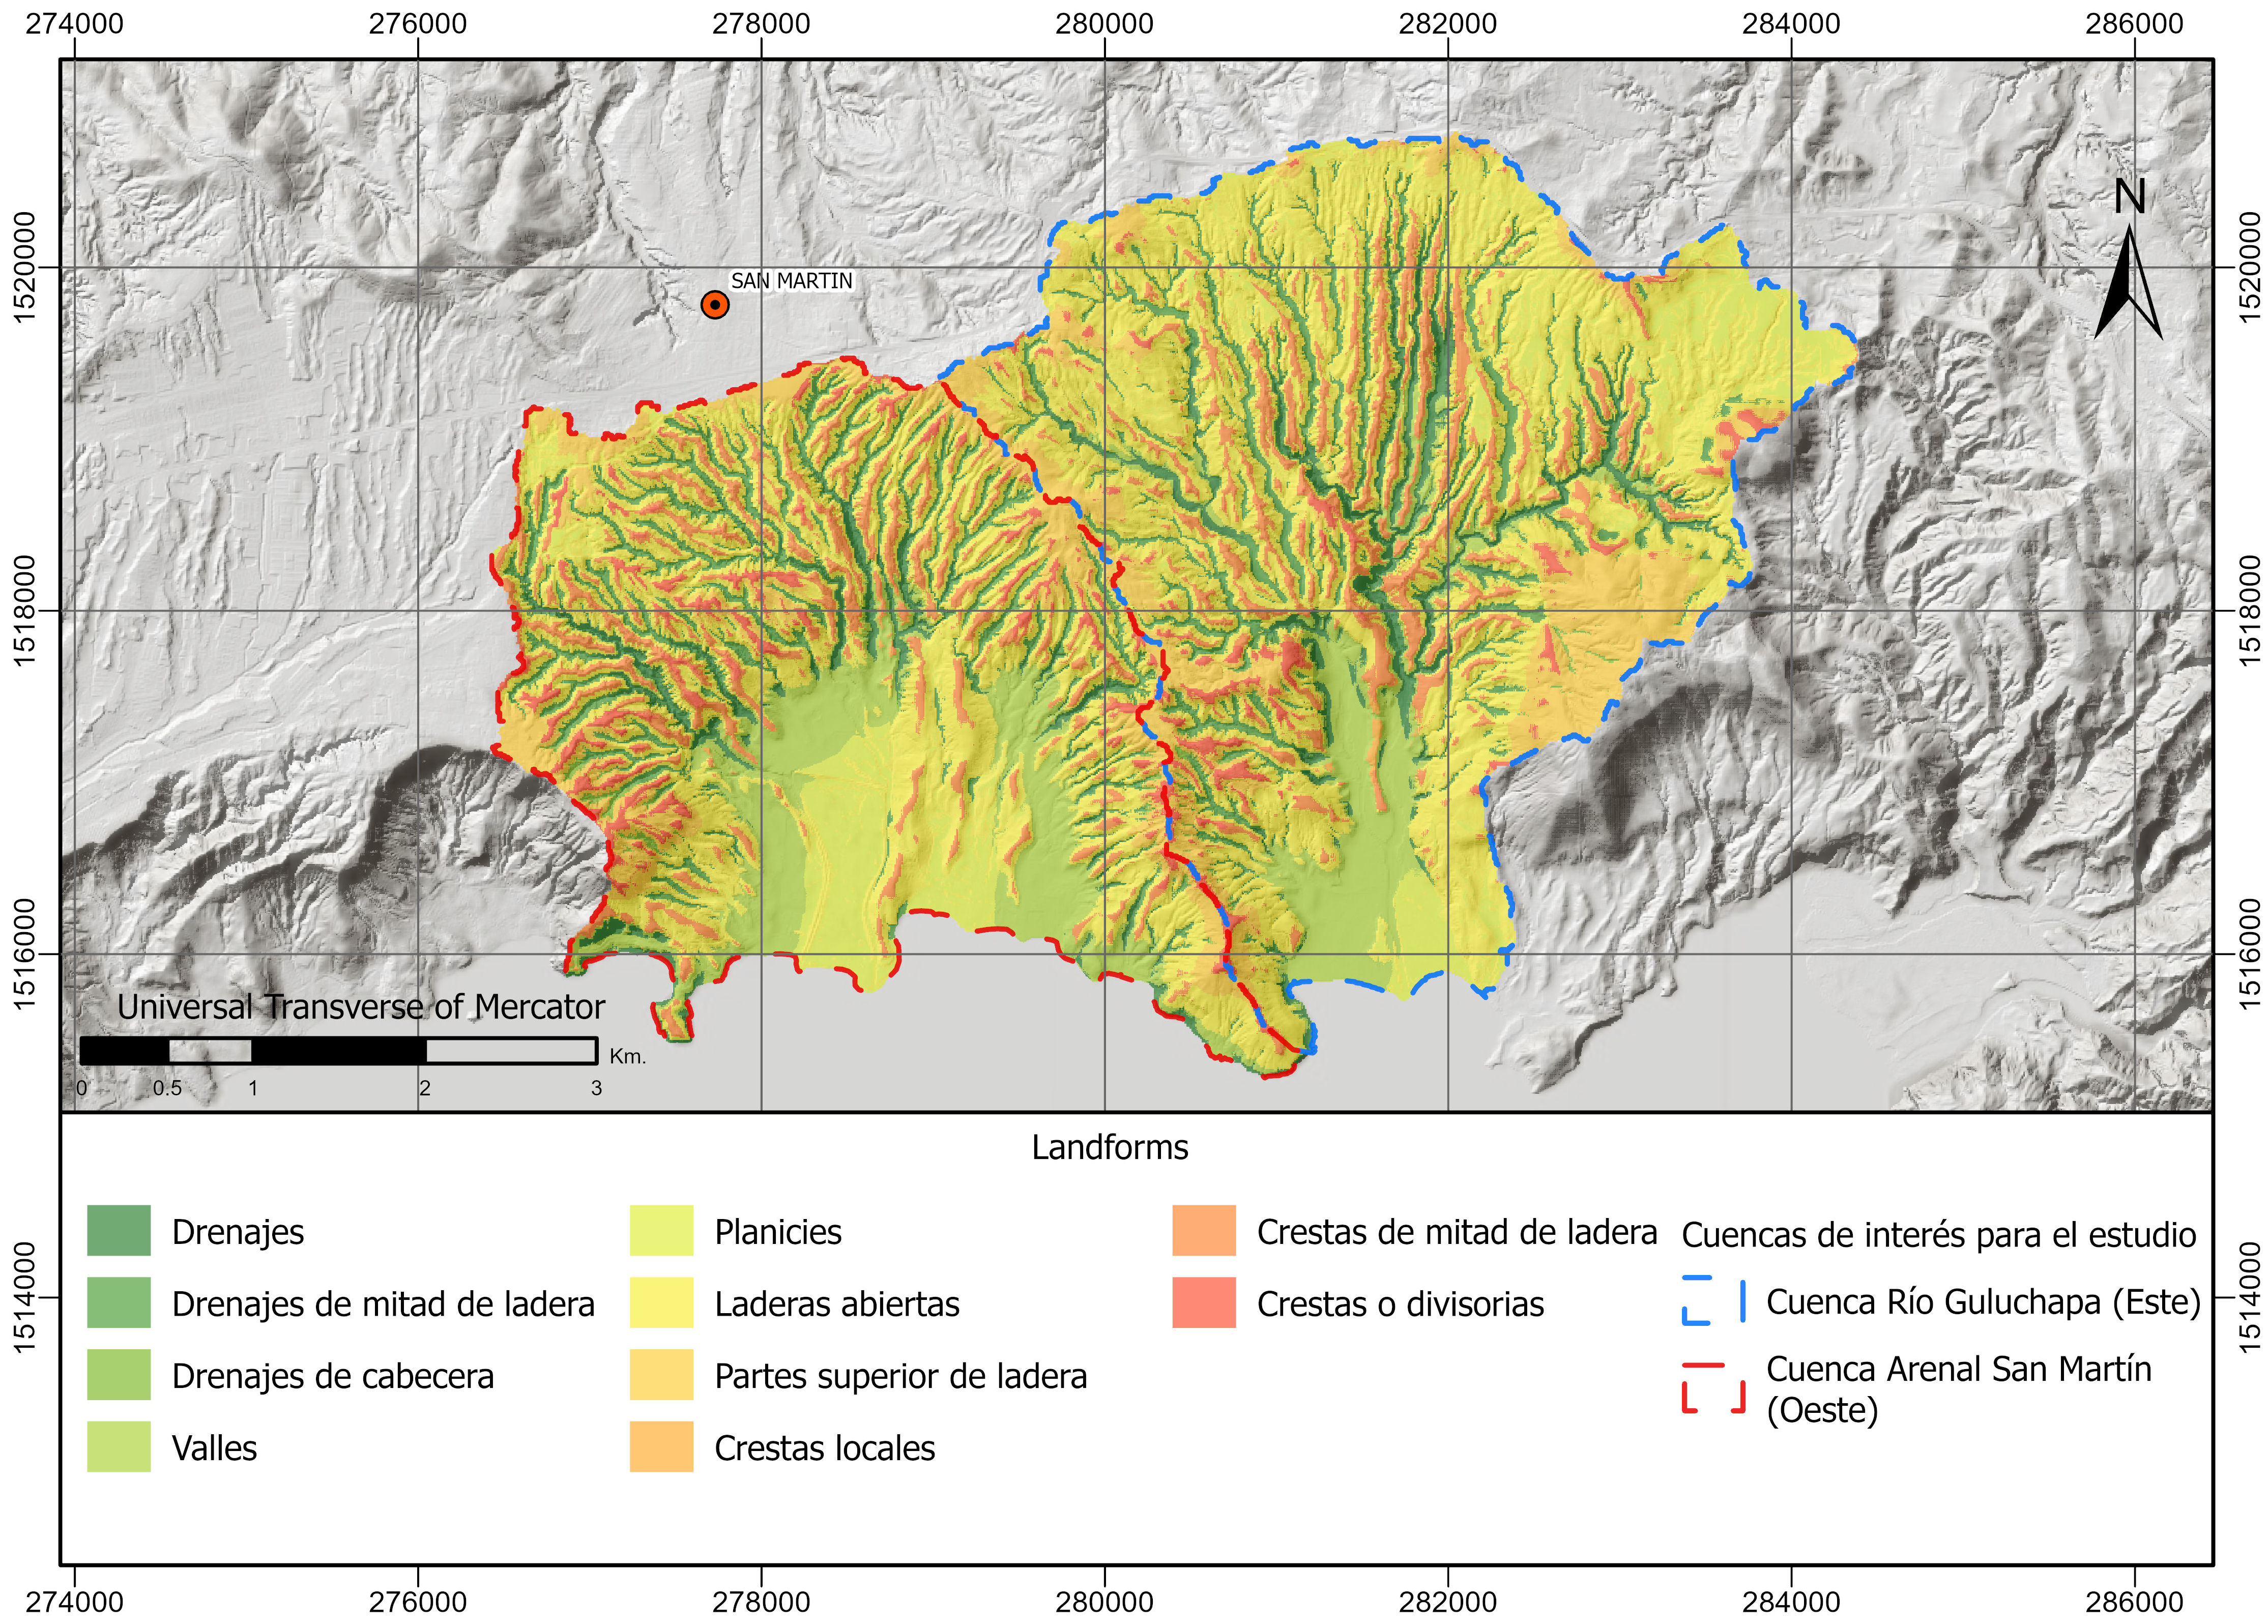 274000 276000 278000 280000 282000 284000 286000
N
1520000 1520000
SAN MARTIN
1518000 1518000
1516000 1516000
Universal Transverse of Mercator
Km.
0 0.5 1 2 3
Landforms
Drenajes
Drenajes de mitad de ladera
Drenajes de cabecera
Valles
Planicies
Laderas abiertas
Partes superior de ladera
Crestas locales
Crestas de mitad de ladera
Crestas o divisorias
Cuencas de interés para el estudio
Cuenca Río Guluchapa (Este)
Cuenca Arenal San Martín
(Oeste)
1514000 1514000
274000 276000 278000 280000 282000 284000 286000